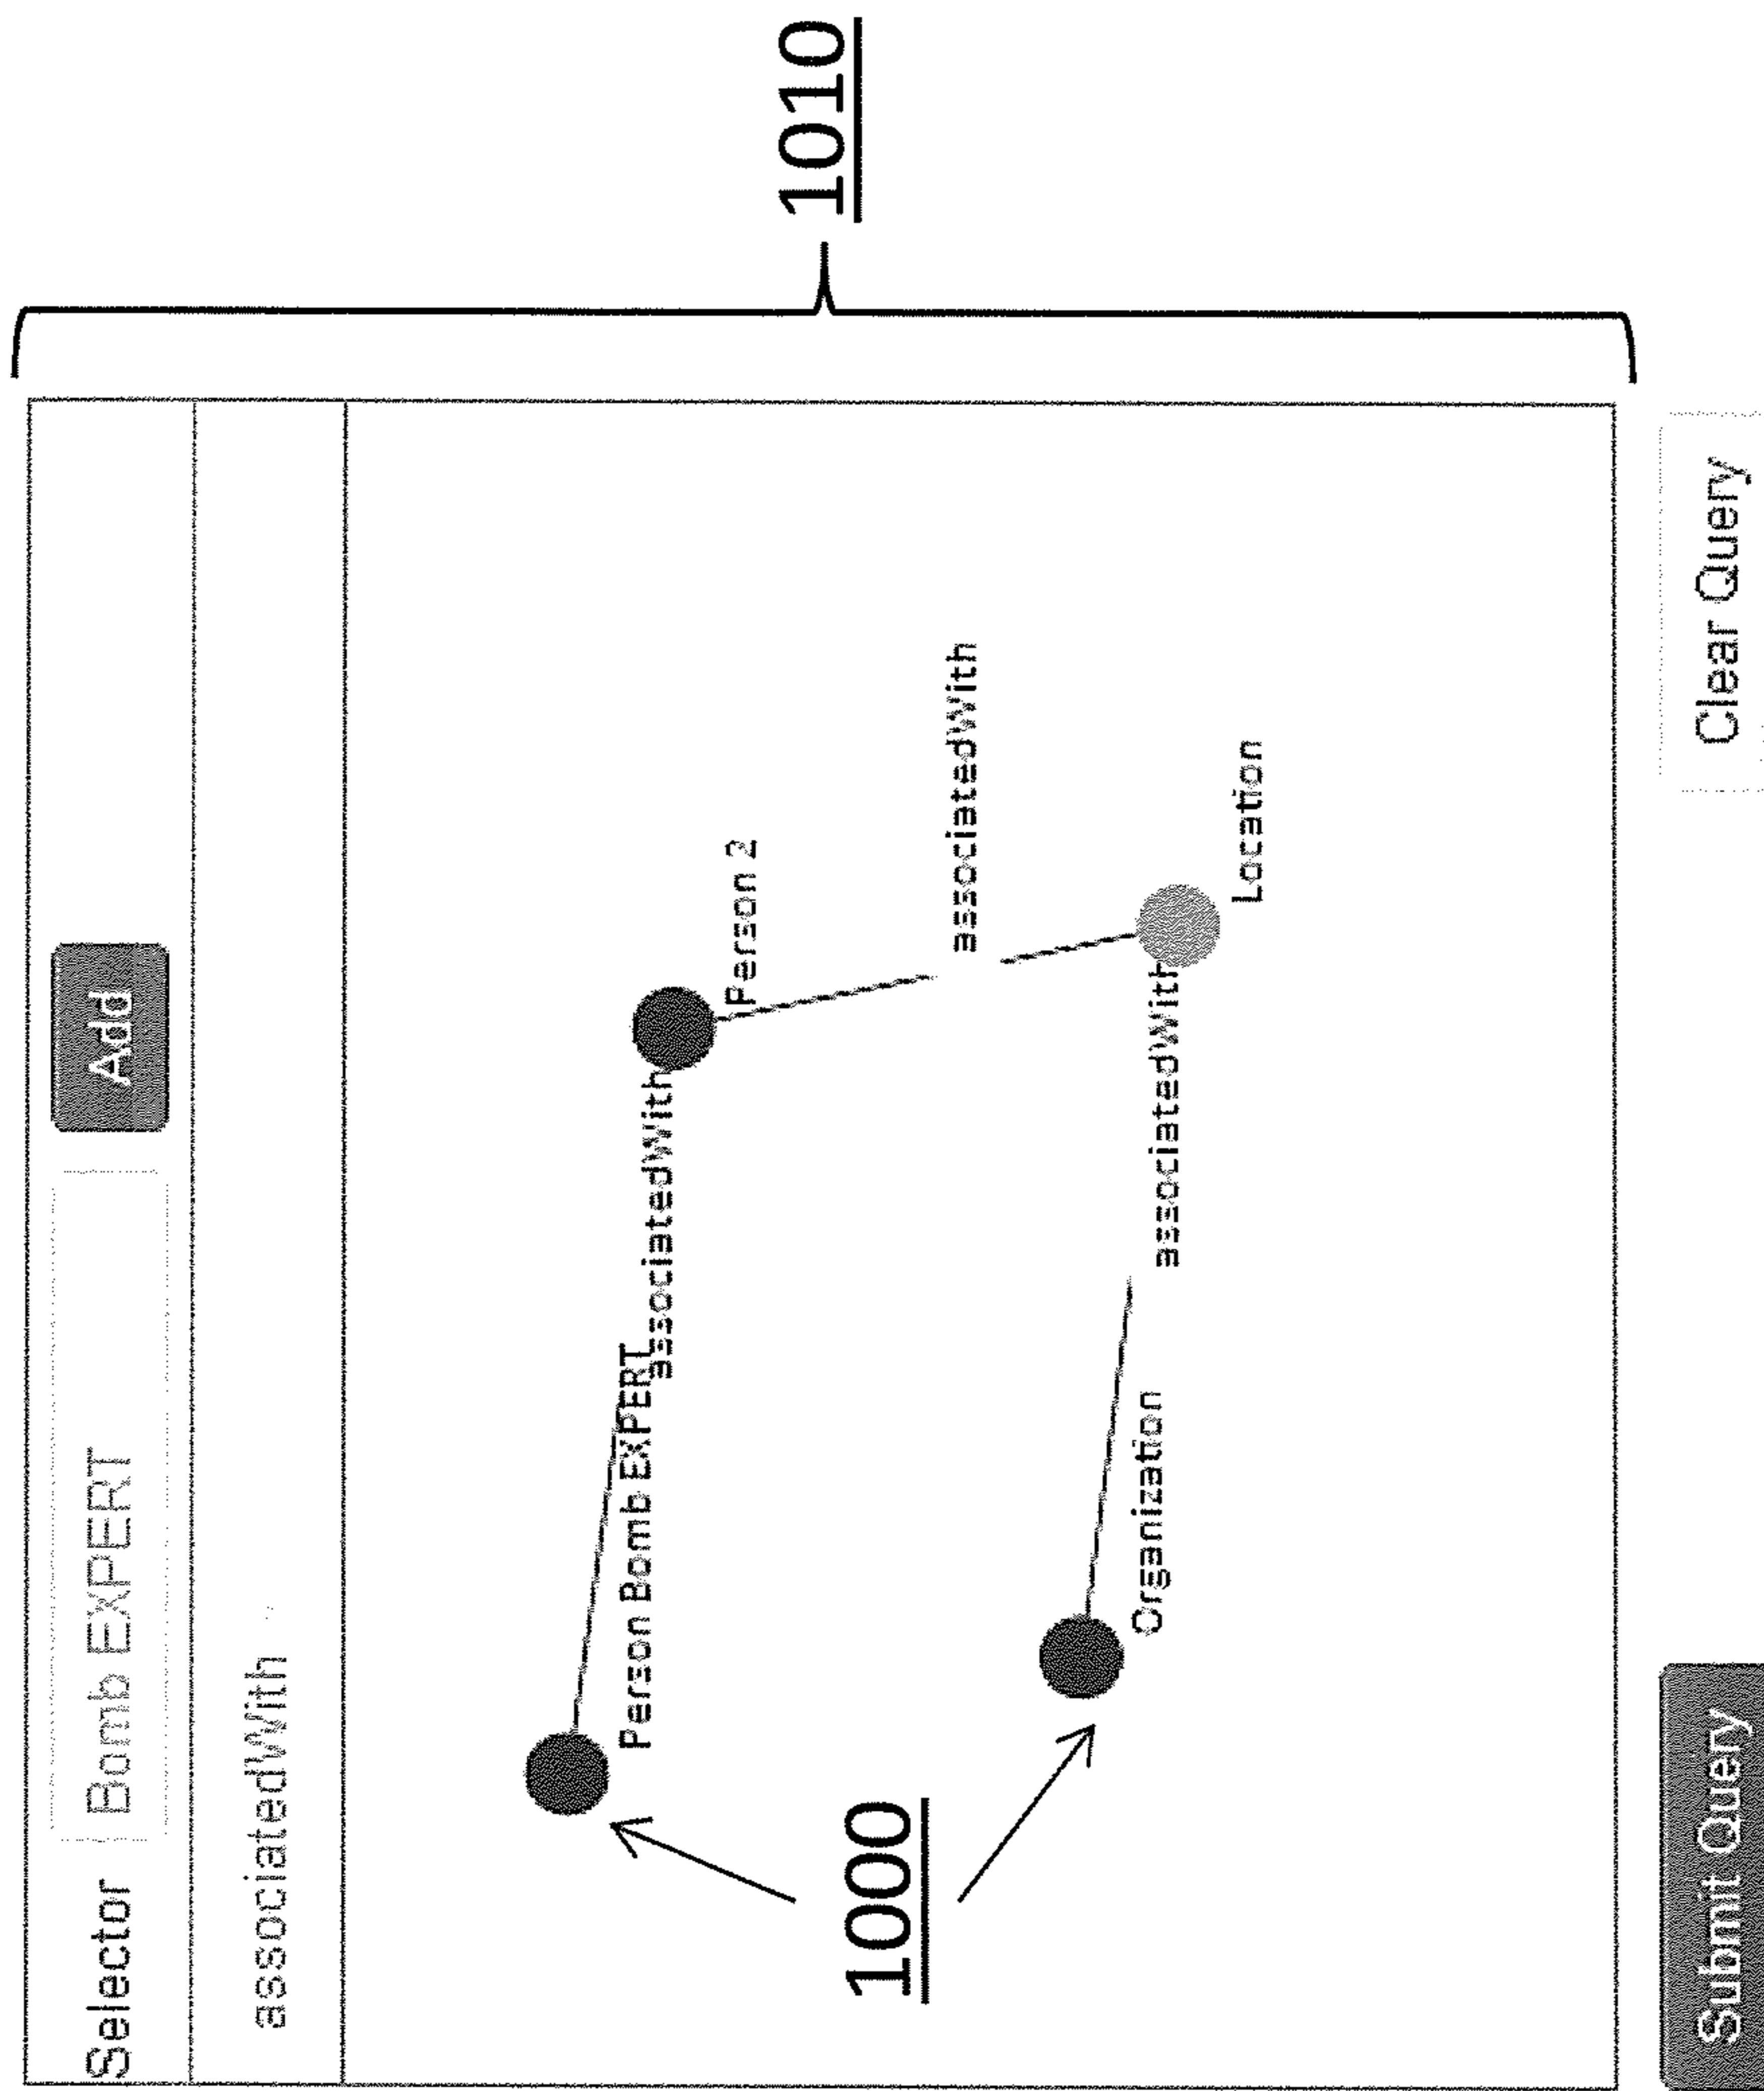 1010
Selector Bomb EXPERT Add
associatedWith
Person 2
associatedWith
Person Bomb EXPERT
associatedWith
1000
Location
associatedWith
Organization
Submit Query Clear Query